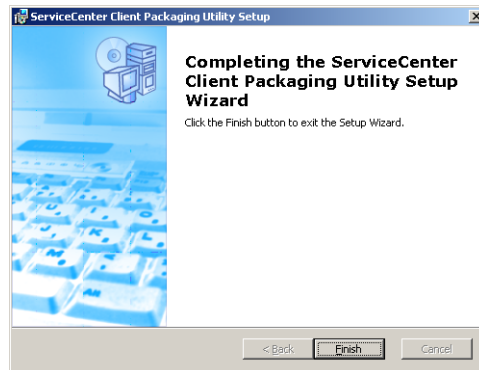 ServiceCenter Client Packaging Utility Setup
Completing the ServiceCenter
Client Packaging Utility Setup
Wizard
Click the Finish button to exit the Setup Wizard.
< Back
Finish
Cancel